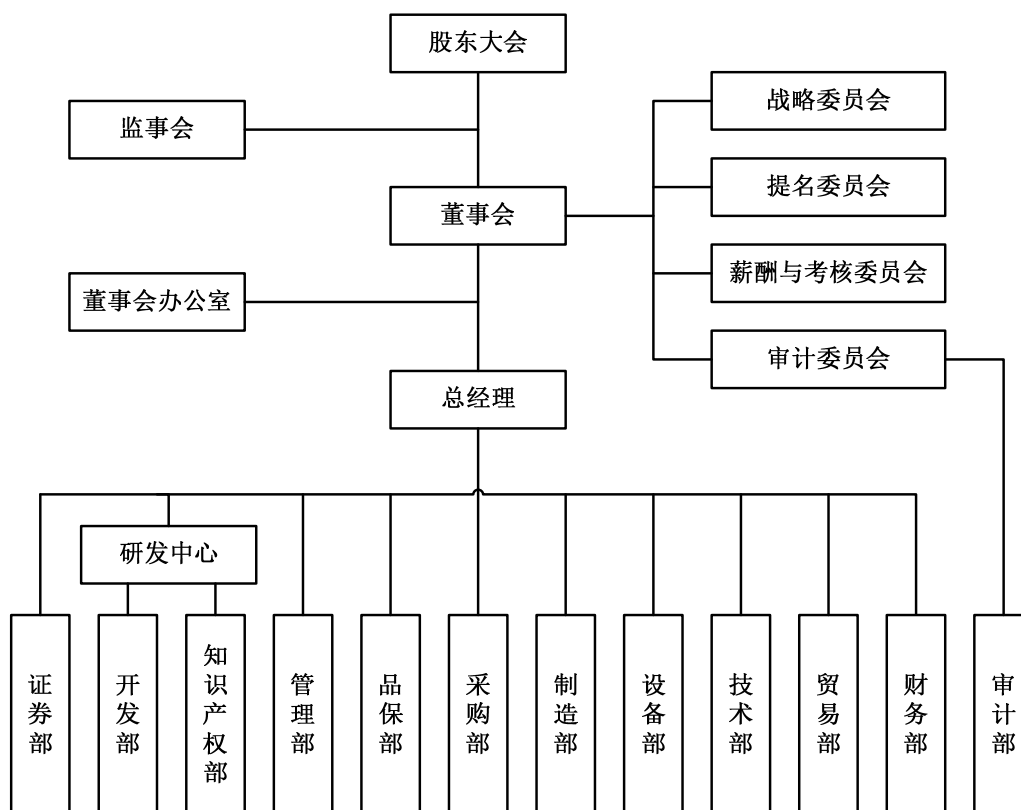 股东大会
监事会
战略委员会
提名委员会
董事会
薪酬与考核委员会
董事会办公室
审计委员会
总经理
研发中心
证券部
开发部
知识产权部
管理部
品保部
采购部
制造部
设备部
技术部
贸易部
财务部
审计部